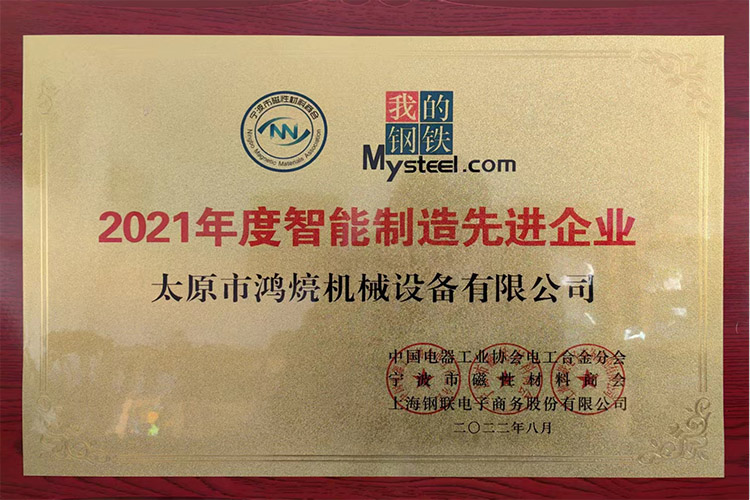 宁波市磁性材料商会
Ningbo Magnetic Materials Association
我的
钢铁
Mysteel.com
2021年度智能制造先进企业
太原市鸿烧机械设备有限公司
中国电器工业协会电工合金分会
宁波市磁性材料商会
上海钢联电子商务股份有限公司
二〇二二年八月